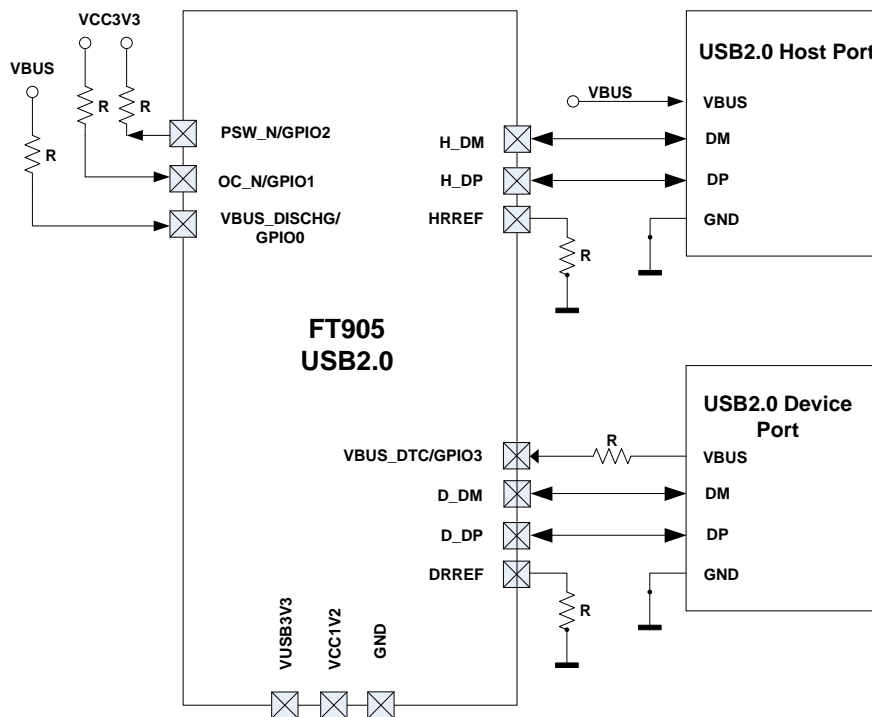 VCC3V3
VBUS
R
R
R
PSW_N/GPIO2
OC_N/GPIO1
VBUS_DISCHG/
GPIO0
H_DM
H_DP
HRREF
R
VBUS
USB2.0 Host Port
VBUS
DM
DP
GND
FT905
USB2.0
VBUS_DTC/GPIO3
D_DM
D_DP
DRREF
R
R
USB2.0 Device
Port
VBUS
DM
DP
GND
VUSB3V3
VCC1V2
GND